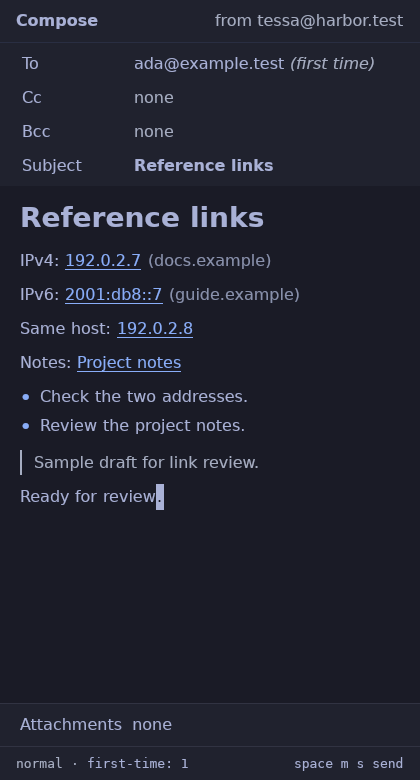 Compose from tessa@harbor.test
To ada@example.test (first time)
Cc none
Bcc none
Subject Reference links
Reference links
IPv4: 192.0.2.7 (docs.example)
IPv6: 2001:db8::7 (guide.example)
Same host: 192.0.2.8
Notes: Project notes
• Check the two addresses.
• Review the project notes.
Sample draft for link review.
Ready for review.
Attachments none
normal · first-time: 1 space m s send